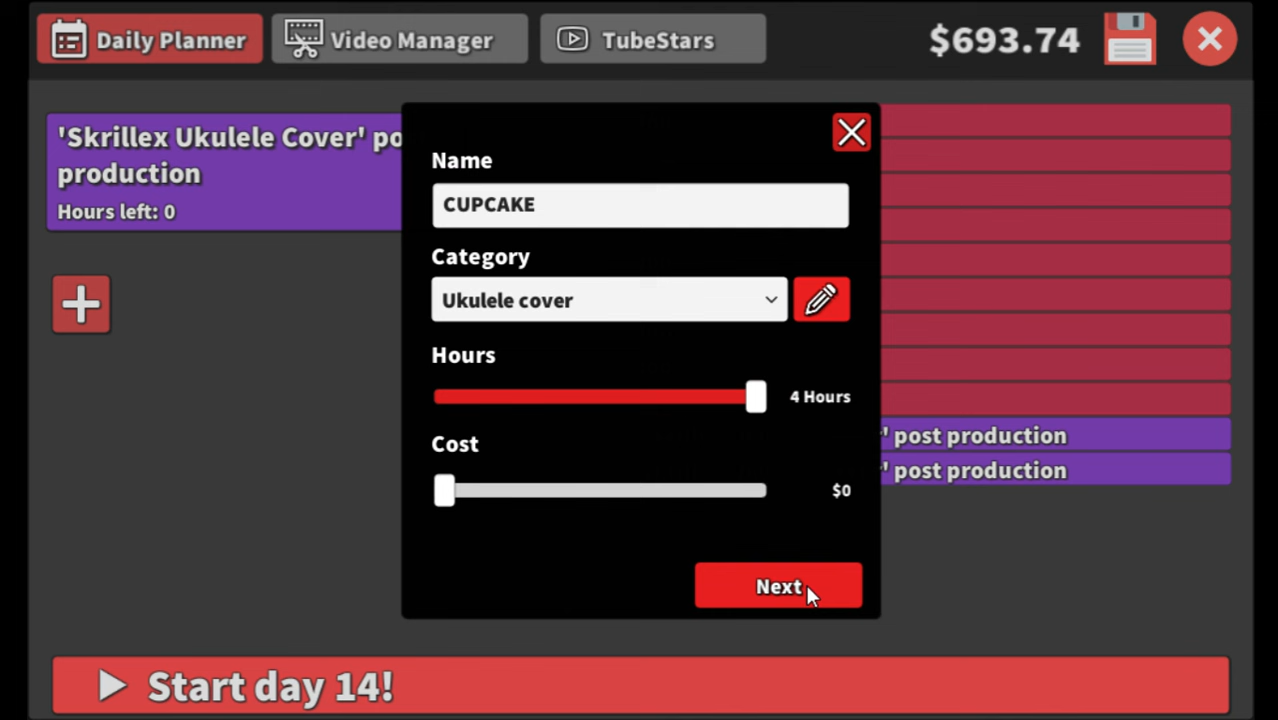 Daily Planner
Video Manager
TubeStars
$693.74
'Skrillex Ukulele Cover' po
production
Hours left: 0
Name
CUPCAKE
Category
Ukulele cover
Hours
4 Hours
Cost
$0
Next
' post production
' post production
Start day 14!